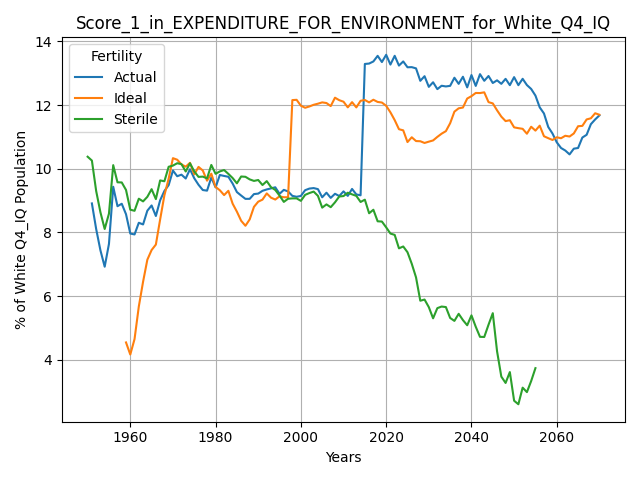 Score_1_in_EXPENDITURE_FOR_ENVIRONMENT_for_White_Q4_IQ
Fertility
Actual
Ideal
Sterile
% of White Q4_IQ Population
14
12
10
8
6
4
1960 1980 2000 2020 2040 2060
Years